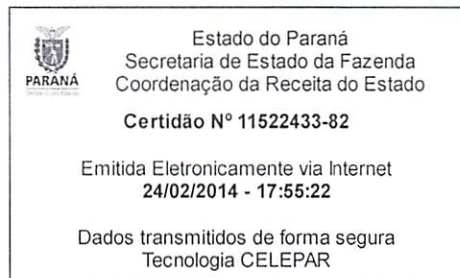 Estado do Paraná
Secretaria de Estado da Fazenda
Coordenação da Receita do Estado
PARANÁ
Certidão Nº 11522433-82
Emitida Eletronicamente via Internet
24/02/2014 - 17:55:22
Dados transmitidos de forma segura
Tecnologia CELEPAR